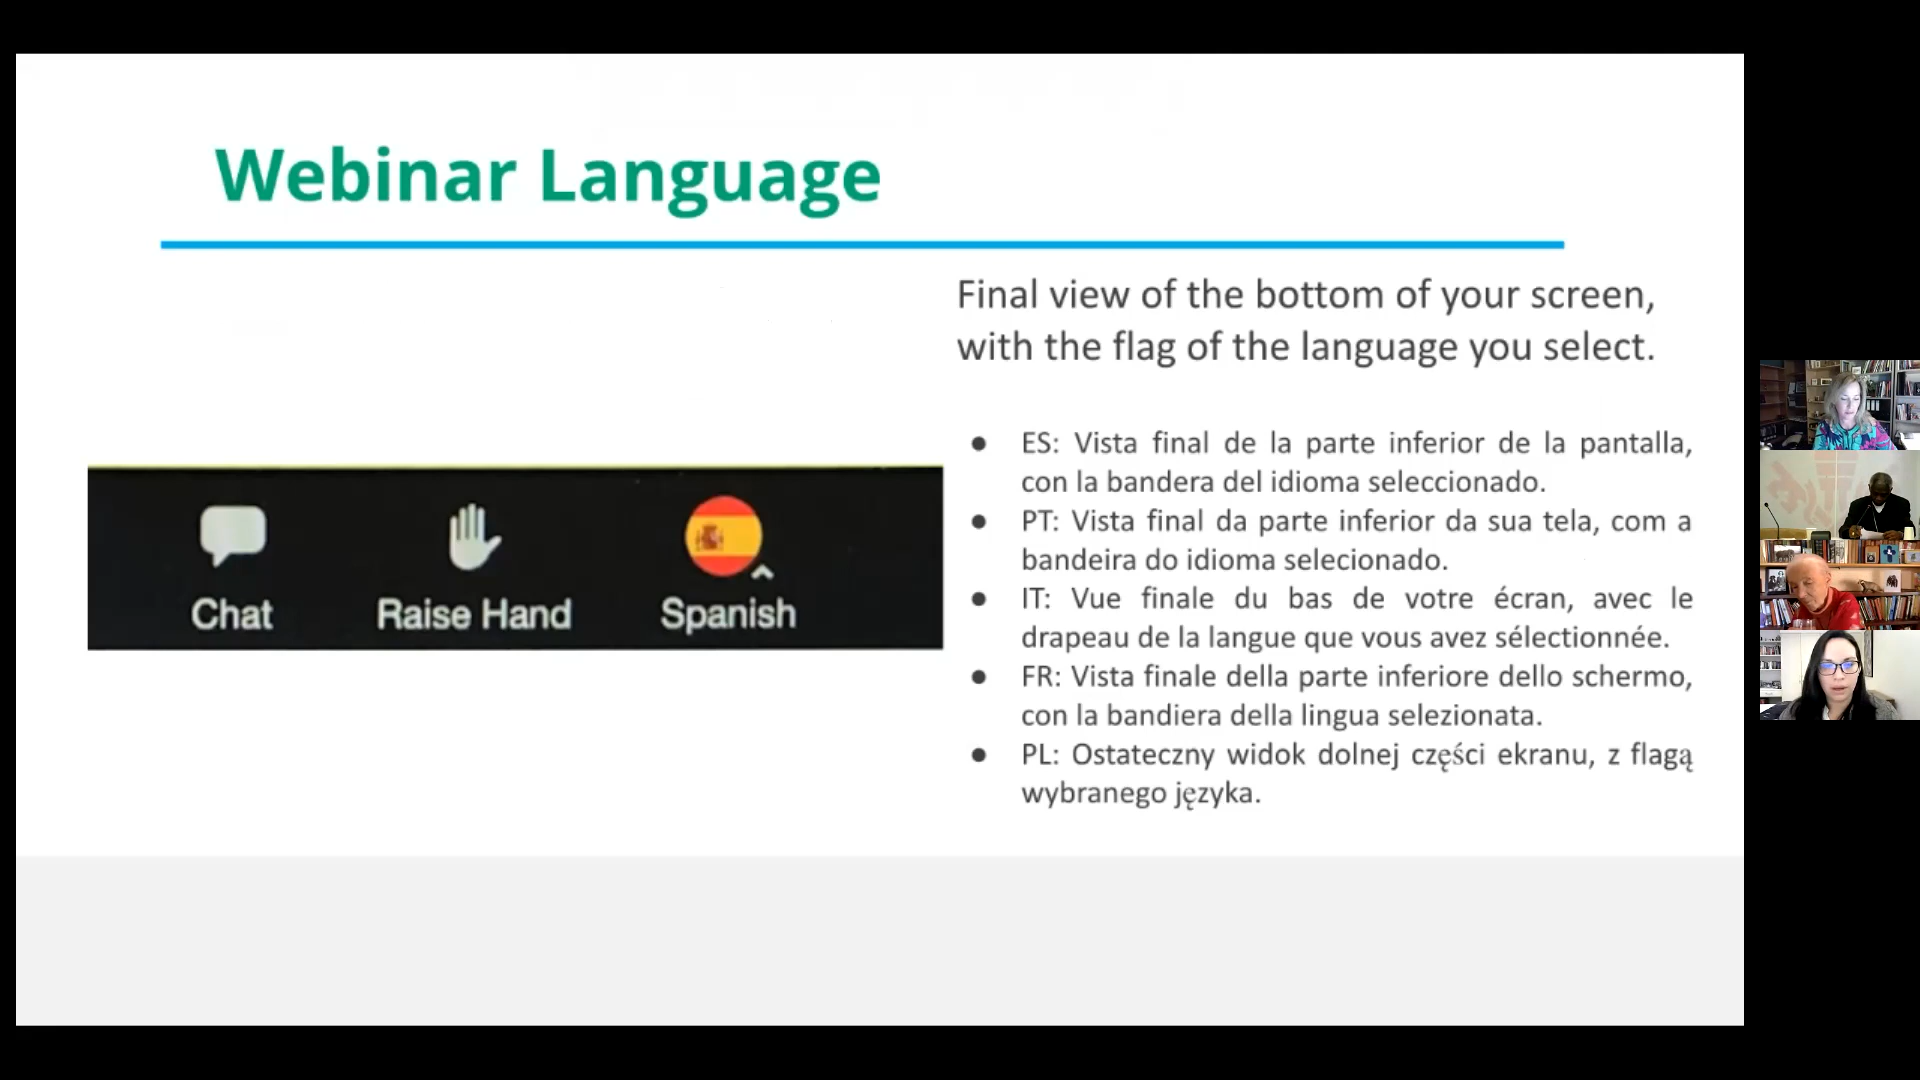 Webinar Language
Final view of the bottom of your screen,
with the flag of the language you select.
Chat
Raise Hand
Spanish
● ES: Vista final de la parte inferior de la pantalla,
con la bandera del idioma seleccionado.
● PT: Vista final da parte inferior da sua tela, com a
bandeira do idioma selecionado.
● IT: Vue finale du bas de votre écran, avec le
drapeau de la langue que vous avez sélectionnée.
● FR: Vista finale della parte inferiore dello schermo,
con la bandiera della lingua selezionata.
● PL: Ostateczny widok dolnej części ekranu, z flagą
wybranego języka.